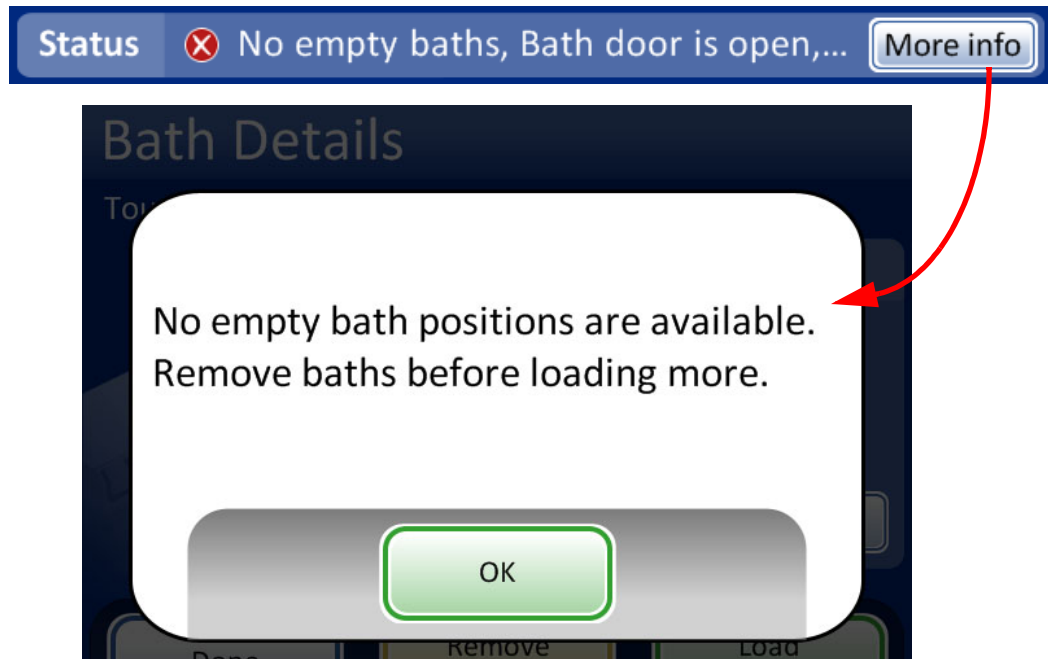 Status No empty baths, Bath door is open,... More info
Bath Details
No empty bath positions are available.
Remove baths before loading more.
OK
Remove Load